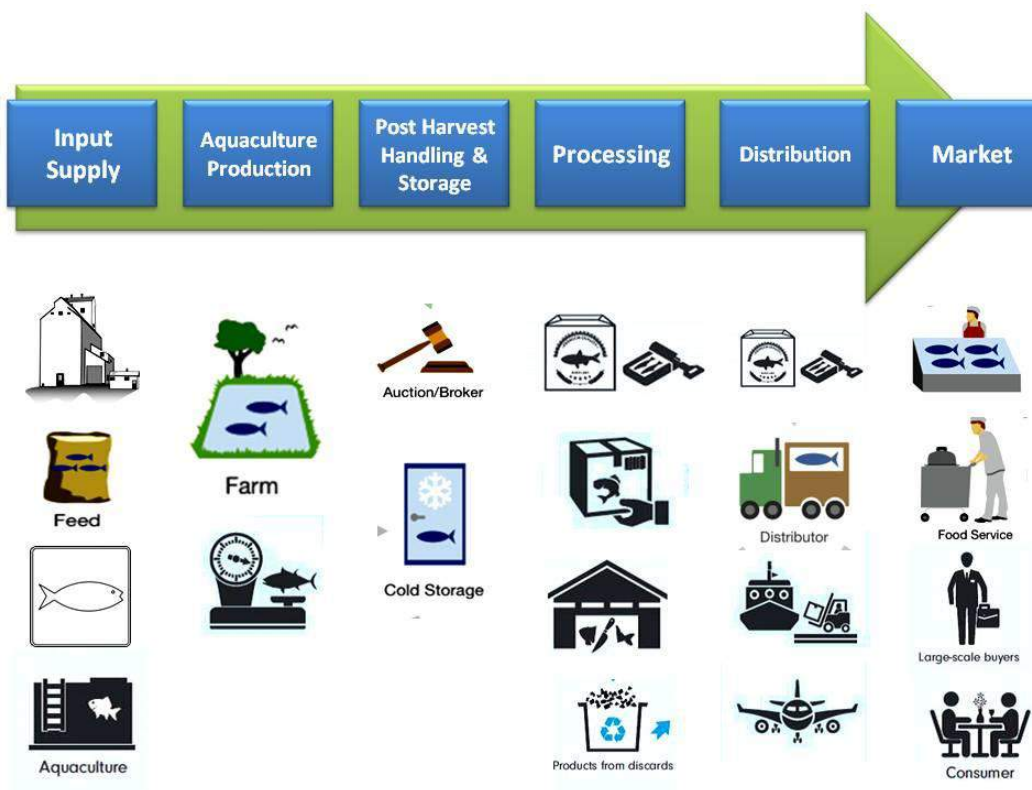 Input
Supply
Aquaculture
Production
Post Harvest
Handling &
Storage
Processing
Distribution
Market
Auction/Broker
Feed
Farm
Cold Storage
Distributor
Food Service
Large-scale buyers
Aquaculture
Products from discards
Consumer